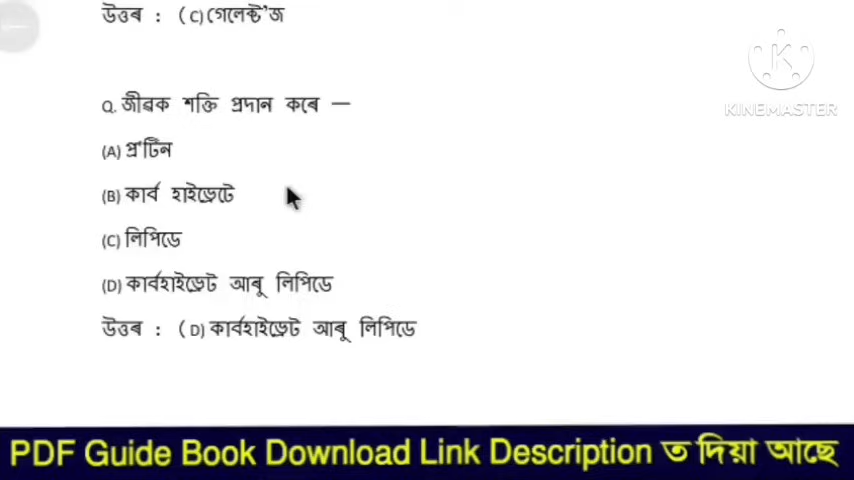 উত্তৰ : (C) গেলেক্ট'জ
Q. জীৱক শক্তি প্ৰদান কৰে —
(A) প্ৰ'টিন
(B) কাৰ্ব হাইড্ৰেটে
(C) লিপিডে
(D) কাৰ্বহাইড্ৰেট আৰু লিপিডে
উত্তৰ : (D) কাৰ্বহাইড্ৰেট আৰু লিপিডে
KINEMASTER
PDF Guide Book Download Link Description ত দিয়া আছে